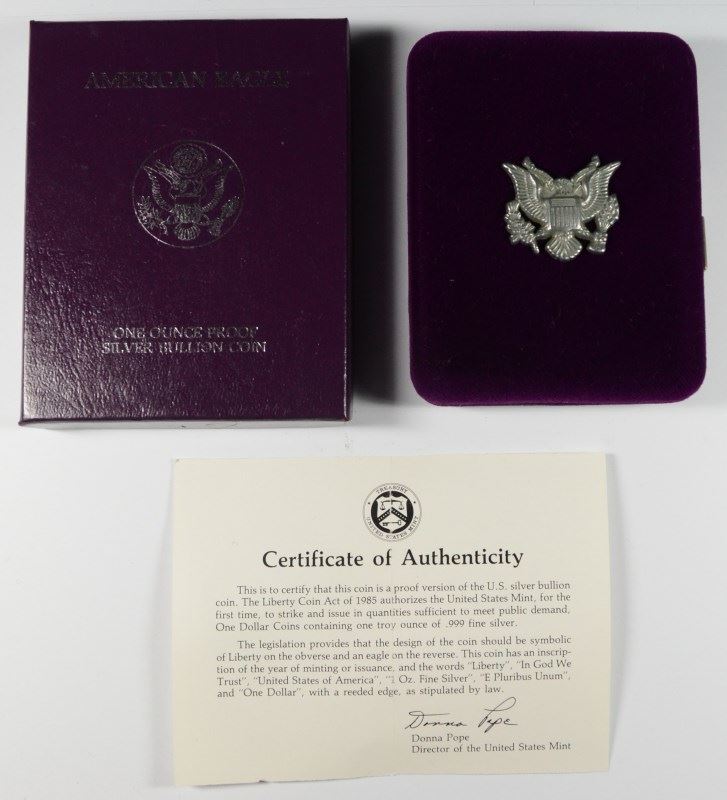 AMERICAN EAGLE
ONE OUNCE PROOF
SILVER BULLION COIN
TREASURY
UNITED STATES MINT
Certificate of Authenticity
This is to certify that this coin is a proof version of the U.S. silver bullion
coin. The Liberty Coin Act of 1985 authorizes the United States Mint, for the
first time, to strike and issue in quantities sufficient to meet public demand,
One Dollar Coins containing one troy ounce of .999 fine silver.
The legislation provides that the design of the coin should be symbolic
of Liberty on the obverse and an eagle on the reverse. This coin has an inscrip-
tion of the year of minting or issuance, and the words "Liberty", "In God We
Trust", "United States of America", "1 Oz. Fine Silver", "E Pluribus Unum",
and "One Dollar", with a reeded edge, as stipulated by law.
Donna Pope
Donna Pope
Director of the United States Mint